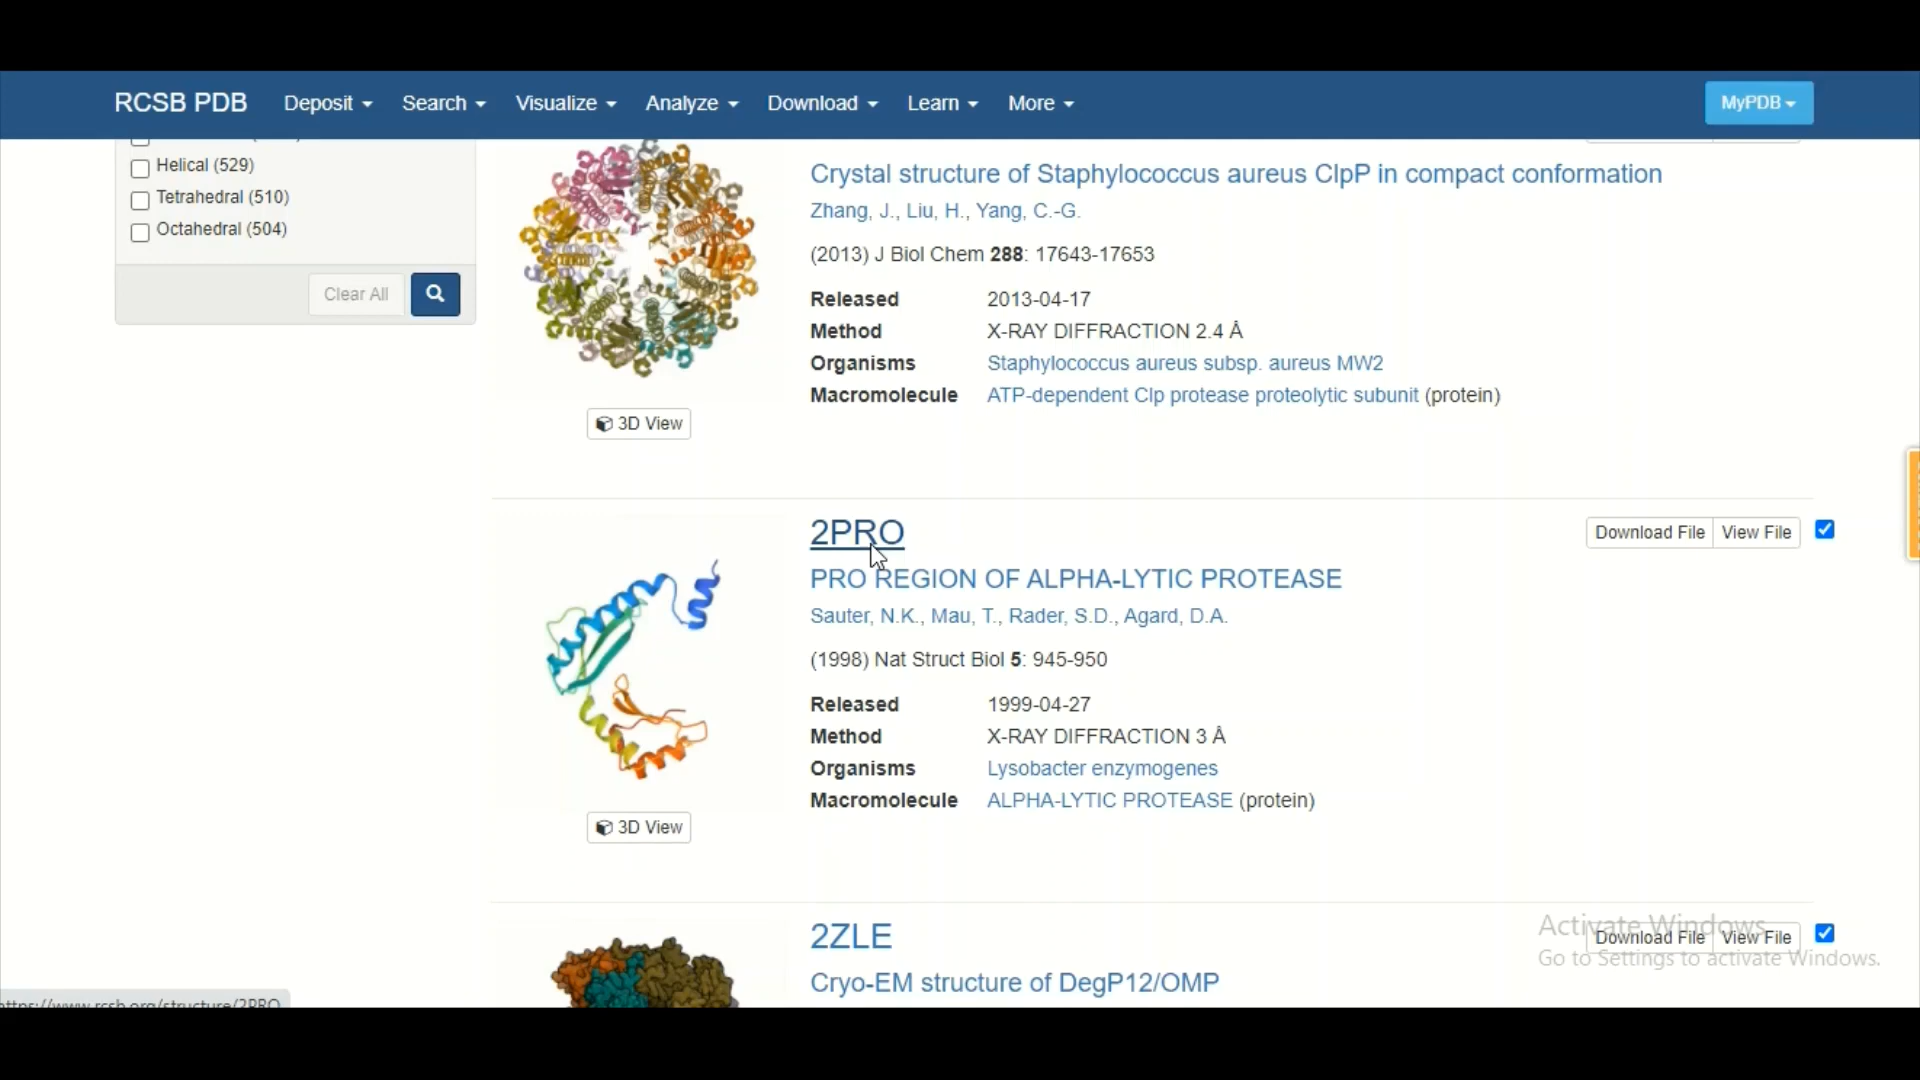 RCSB PDB Deposit Search Visualize Analyze Download Learn More MyPDB
Helical (529)
Tetrahedral (510)
Octahedral (504)
Clear All
Crystal structure of Staphylococcus aureus ClpP in compact conformation
Zhang, J., Liu, H., Yang, C.-G.
(2013) J Biol Chem 288: 17643-17653
Released 2013-04-17
Method X-RAY DIFFRACTION 2.4 Å
Organisms Staphylococcus aureus subsp. aureus MW2
Macromolecule ATP-dependent Clp protease proteolytic subunit (protein)
3D View
2PRO
Download File View File
PRO REGION OF ALPHA-LYTIC PROTEASE
Sauter, N.K., Mau, T., Rader, S.D., Agard, D.A.
(1998) Nat Struct Biol 5: 945-950
Released 1999-04-27
Method X-RAY DIFFRACTION 3 Å
Organisms Lysobacter enzymogenes
Macromolecule ALPHA-LYTIC PROTEASE (protein)
3D View
2ZLE
Download File View File
Cryo-EM structure of DegP12/OMP
Activate Windows
Go to Settings to activate Windows.